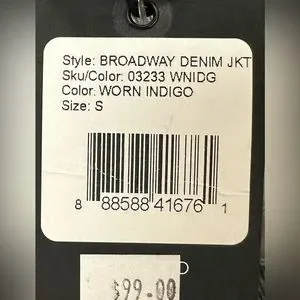 Style: BROADWAY DENIM JKT
Sku/Color: 03233 WNIDG
Color: WORN INDIGO
Size: S
8 88588 41676 1
$99.00